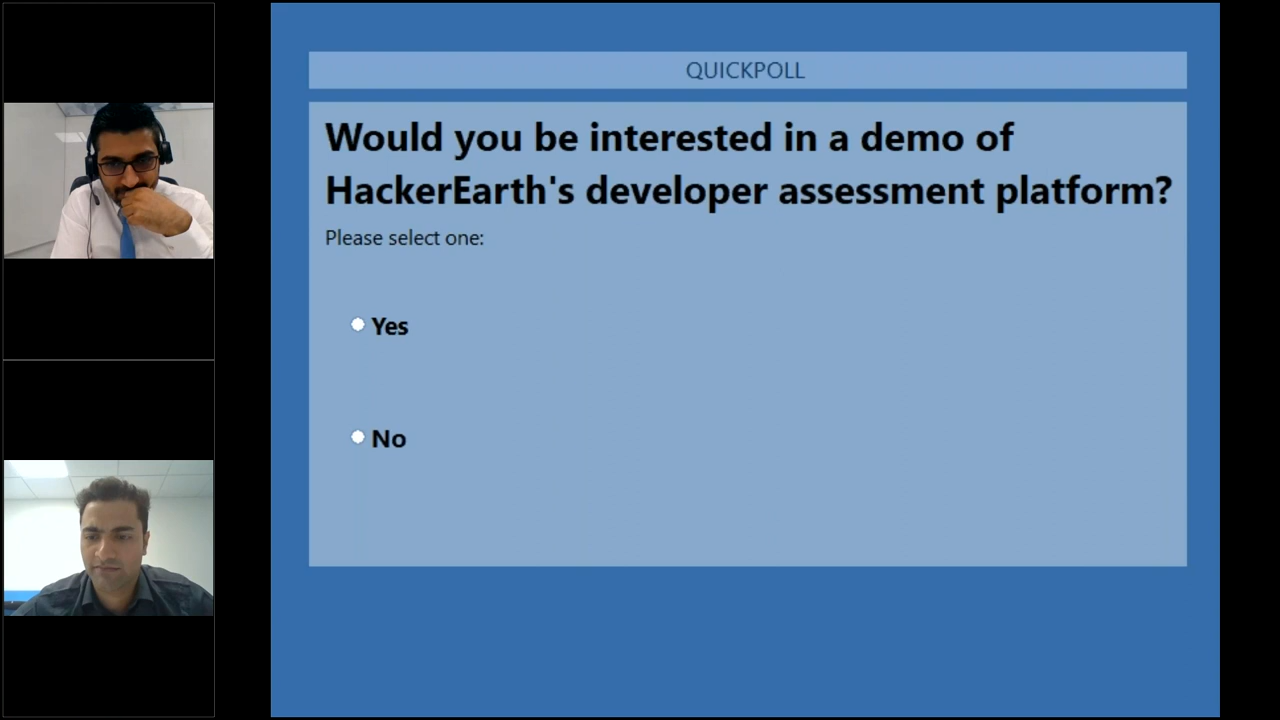 QUICKPOLL
Would you be interested in a demo of
HackerEarth's developer assessment platform?
Please select one:
Yes
No